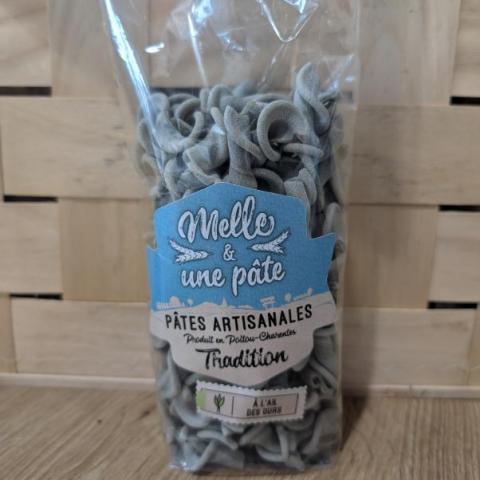 Melle
&
une pâte
PÂTES ARTISANALES
Produit en Poitou-Charentes
Tradition
À L'AIL
DES OURS